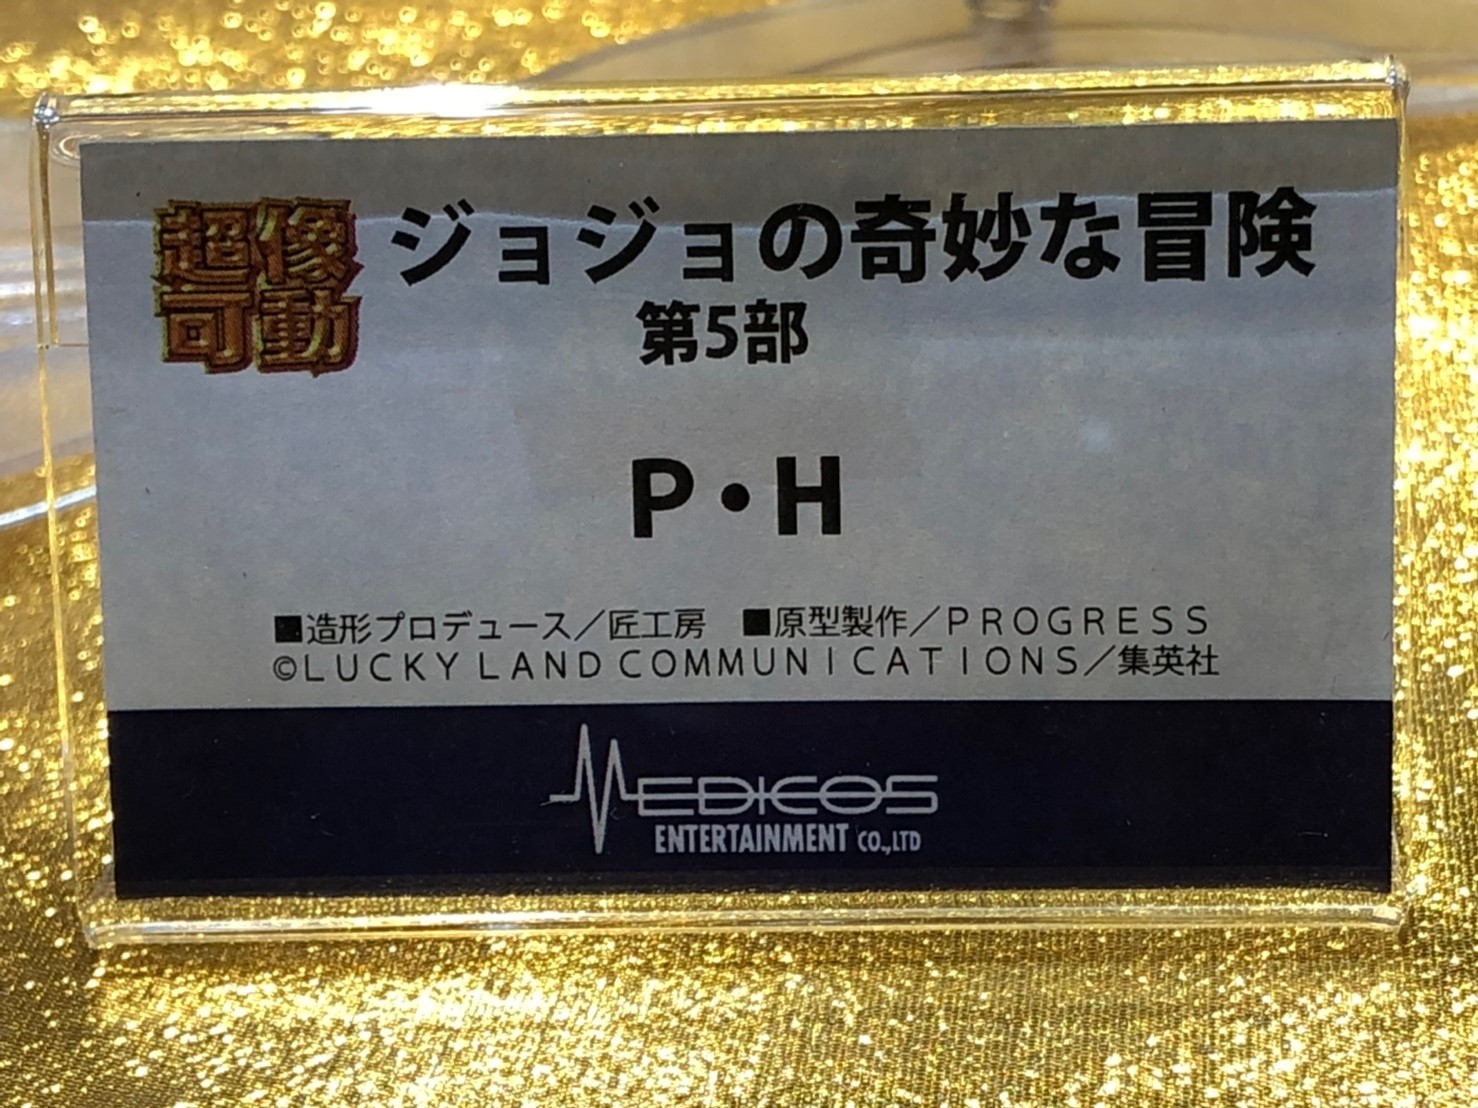 超像
可動
ジョジョの奇妙な冒険
第5部
P・H
■造形プロデュース／匠工房　■原型製作／PROGRESS
©LUCKY LAND COMMUNICATIONS／集英社
MEDICOS
ENTERTAINMENT CO.,LTD